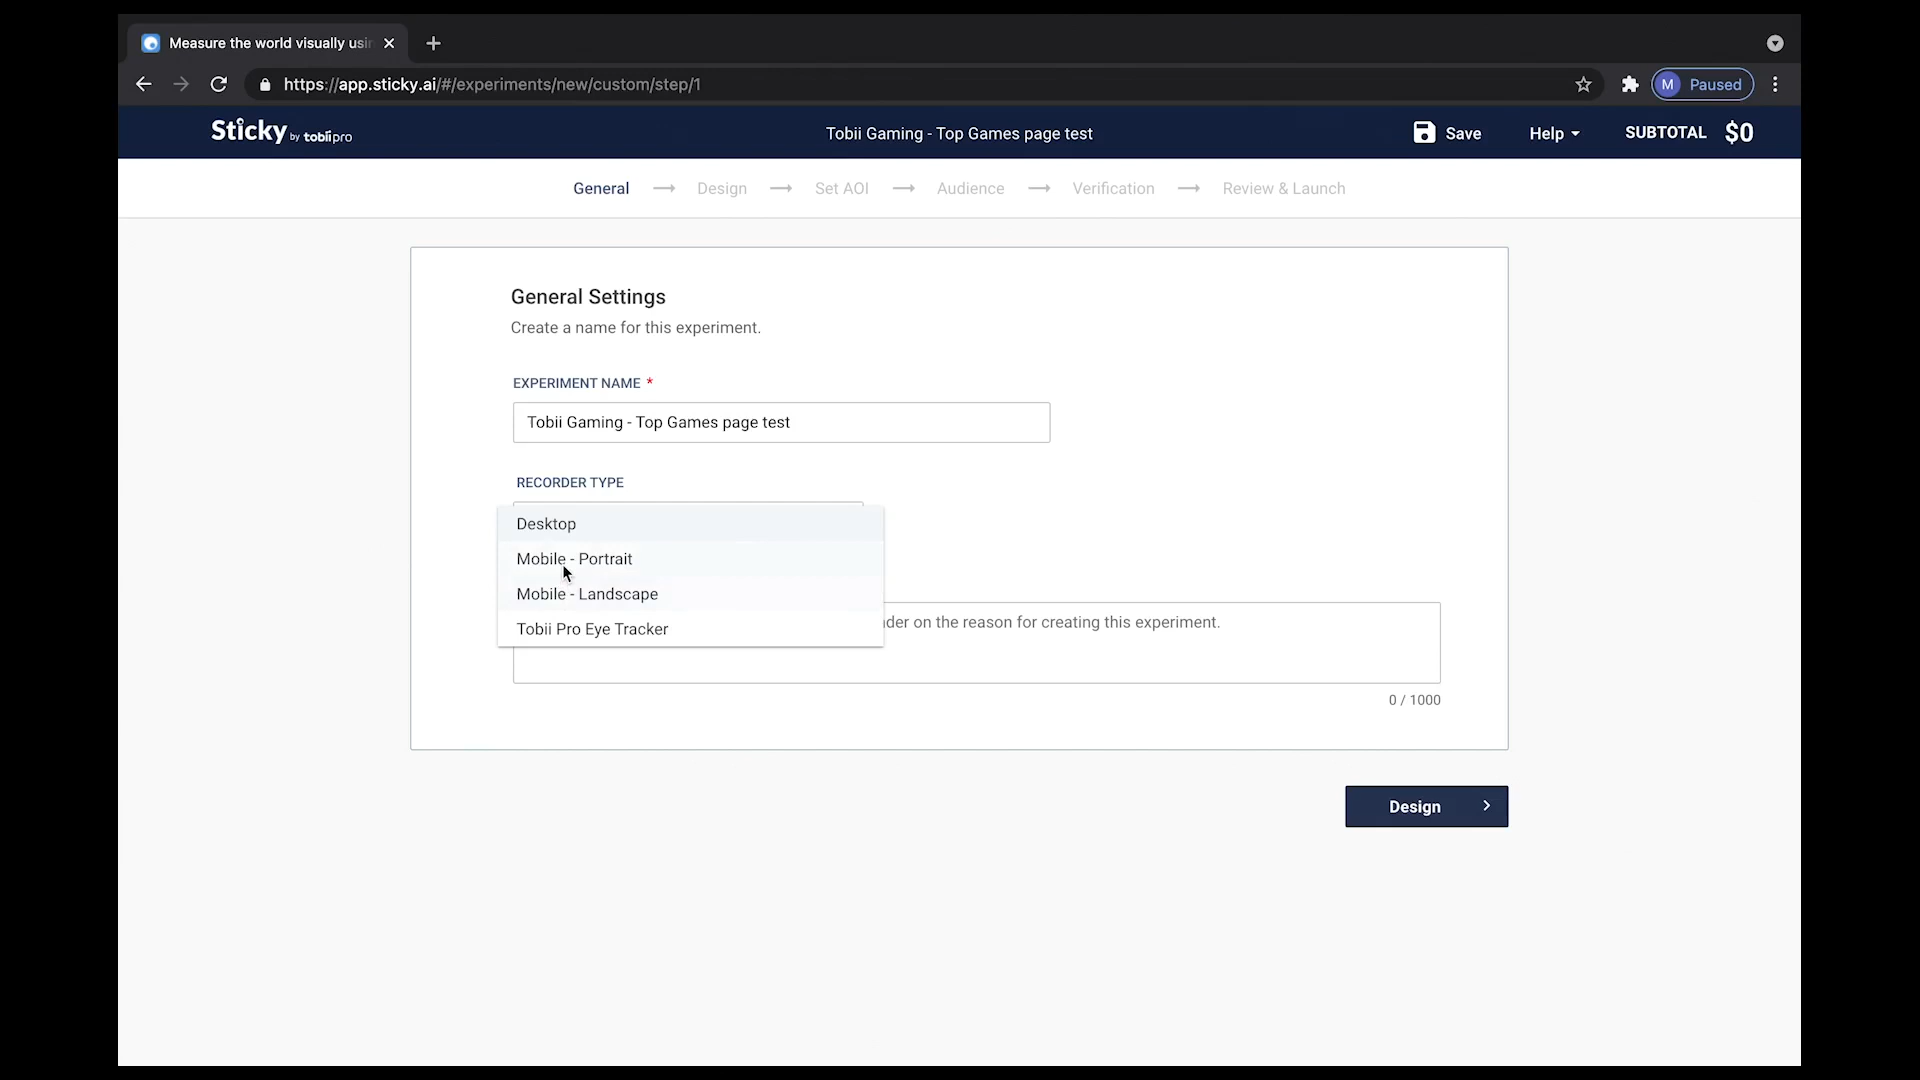 Measure the world visually usin
https://app.sticky.ai/#/experiments/new/custom/step/1
M Paused
Sticky by tobii pro
Tobii Gaming - Top Games page test
Save
Help
SUBTOTAL $0
General
Design
Set AOI
Audience
Verification
Review & Launch
General Settings
Create a name for this experiment.
EXPERIMENT NAME *
Tobii Gaming - Top Games page test
RECORDER TYPE
Desktop
Mobile - Portrait
Mobile - Landscape
Tobii Pro Eye Tracker
der on the reason for creating this experiment.
0 / 1000
Design